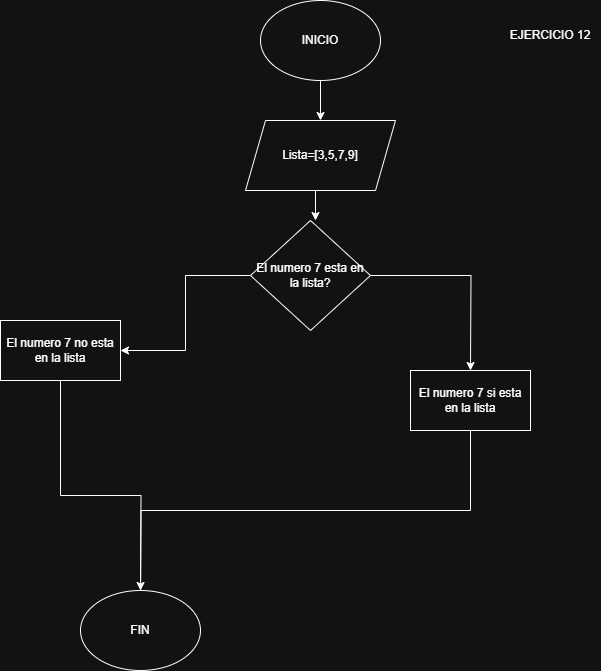 INICIO
EJERCICIO 12
Lista=[3,5,7,9]
El numero 7 esta en
la lista?
El numero 7 no esta
en la lista
El numero 7 si esta
en la lista
FIN